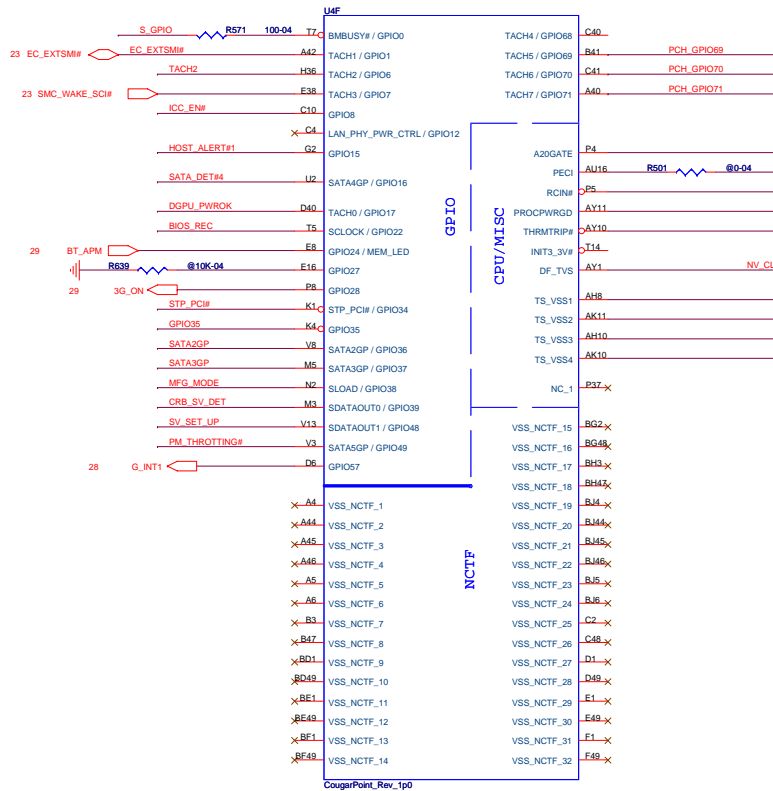 U4F
S_GPIO R571 100-04 T7 BMBUSY# / GPIO0 TACH4 / GPIO68 C40
23 EC_EXTSMI# EC_EXTSMI# A42 TACH1 / GPIO1 TACH5 / GPIO69 B41 PCH_GPIO69
TACH2 H36 TACH2 / GPIO6 TACH6 / GPIO70 C41 PCH_GPIO70
23 SMC_WAKE_SCI# E38 TACH3 / GPIO7 TACH7 / GPIO71 A40 PCH_GPIO71
ICC_EN# C10 GPIO8
C4 LAN_PHY_PWR_CTRL / GPIO12
HOST_ALERT#1 G2 GPIO15 A20GATE P4
PECI AU16 R501 @0-04
SATA_DET#4 U2 SATA4GP / GPIO16 RCIN# P5
DGPU_PWROK D40 TACH0 / GPIO17 PROCPWRGD AY11
BIOS_REC T5 SCLOCK / GPIO22 THRMTRIP# AY10
29 BT_APM E8 GPIO24 / MEM_LED INIT3_3V# T14
R639 @10K-04 E16 GPIO27 DF_TVS AY1 NV_CL
29 3G_ON P8 GPIO28
GPIO
CPU/MISC
STP_PCI# K1 STP_PCI# / GPIO34 TS_VSS1 AH8
GPIO35 K4 GPIO35 TS_VSS2 AK11
SATA2GP V8 SATA2GP / GPIO36 TS_VSS3 AH10
SATA3GP M5 SATA3GP / GPIO37 TS_VSS4 AK10
MFG_MODE N2 SLOAD / GPIO38 NC_1 P37
CRB_SV_DET M3 SDATAOUT0 / GPIO39
SV_SET_UP V13 SDATAOUT1 / GPIO48 VSS_NCTF_15 BG2
PM_THROTTING# V3 SATA5GP / GPIO49 VSS_NCTF_16 BG48
28 G_INT1 D6 GPIO57 VSS_NCTF_17 BH3
VSS_NCTF_18 BH47
A4 VSS_NCTF_1 VSS_NCTF_19 BJ4
A44 VSS_NCTF_2 VSS_NCTF_20 BJ44
A45 VSS_NCTF_3 VSS_NCTF_21 BJ45
A46 VSS_NCTF_4 VSS_NCTF_22 BJ46
NCTF
A5 VSS_NCTF_5 VSS_NCTF_23 BJ5
A6 VSS_NCTF_6 VSS_NCTF_24 BJ6
B3 VSS_NCTF_7 VSS_NCTF_25 C2
B47 VSS_NCTF_8 VSS_NCTF_26 C48
BD1 VSS_NCTF_9 VSS_NCTF_27 D1
BD49 VSS_NCTF_10 VSS_NCTF_28 D49
BE1 VSS_NCTF_11 VSS_NCTF_29 E1
BE49 VSS_NCTF_12 VSS_NCTF_30 E49
BF1 VSS_NCTF_13 VSS_NCTF_31 F1
BF49 VSS_NCTF_14 VSS_NCTF_32 F49
CougarPoint_Rev_1p0